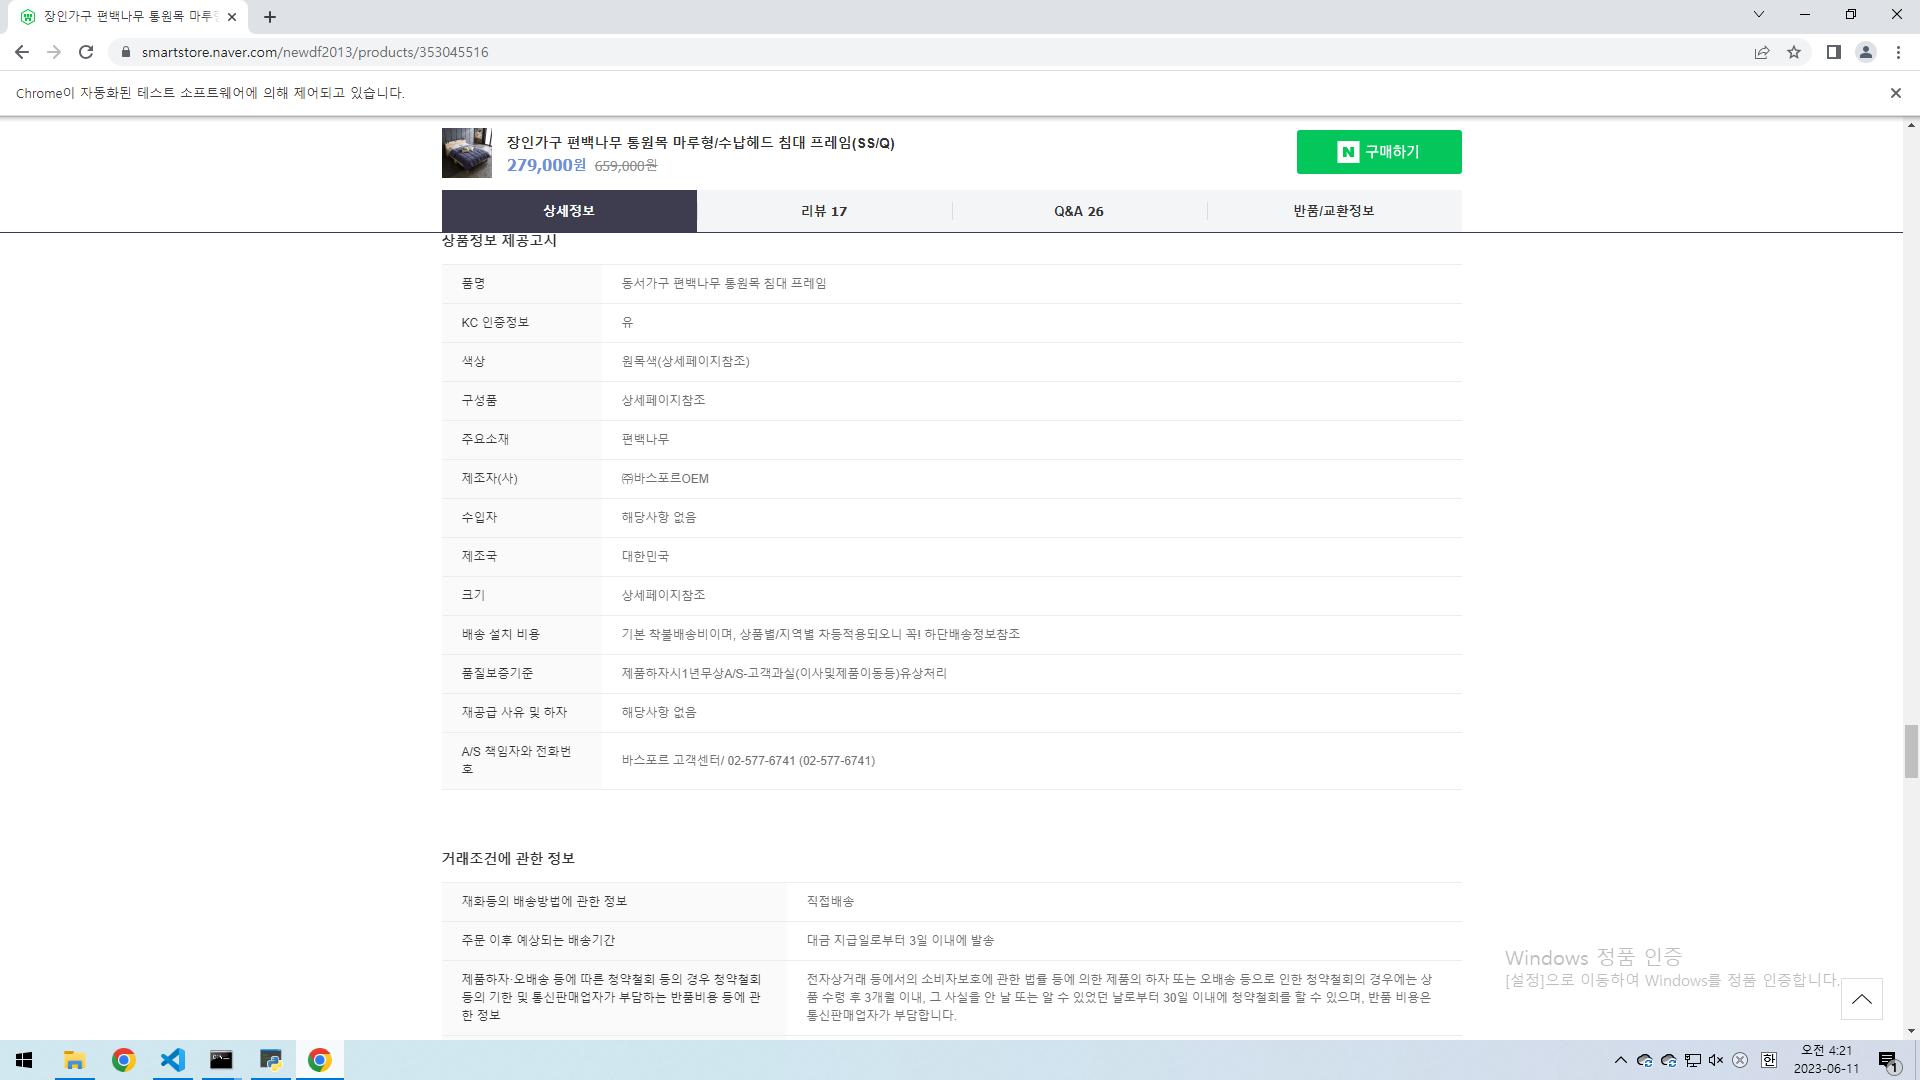 장인가구 편백나무 통원목 마루형
smartstore.naver.com/newdf2013/products/353045516
Chrome이 자동화된 테스트 소프트웨어에 의해 제어되고 있습니다.
장인가구 편백나무 통원목 마루형/수납헤드 침대 프레임(SS/Q)
279,000원 659,000원
N 구매하기
상세정보 리뷰 17 Q&A 26 반품/교환정보
상품정보 제공고시
품명 동서가구 편백나무 통원목 침대 프레임
KC 인증정보 유
색상 원목색(상세페이지참조)
구성품 상세페이지참조
주요소재 편백나무
제조자(사) ㈜바스포르OEM
수입자 해당사항 없음
제조국 대한민국
크기 상세페이지참조
배송 설치 비용 기본 착불배송비이며, 상품별/지역별 차등적용되오니 꼭! 하단배송정보참조
품질보증기준 제품하자시1년무상A/S-고객과실(이사및제품이동등)유상처리
재공급 사유 및 하자 해당사항 없음
A/S 책임자와 전화번
호
바스포르 고객센터/ 02-577-6741 (02-577-6741)
거래조건에 관한 정보
재화등의 배송방법에 관한 정보 직접배송
주문 이후 예상되는 배송기간 대금 지급일로부터 3일 이내에 발송
제품하자·오배송 등에 따른 청약철회 등의 경우 청약철회
등의 기한 및 통신판매업자가 부담하는 반품비용 등에 관
한 정보
전자상거래 등에서의 소비자보호에 관한 법률 등에 의한 제품의 하자 또는 오배송 등으로 인한 청약철회의 경우에는 상
품 수령 후 3개월 이내, 그 사실을 안 날 또는 알 수 있었던 날로부터 30일 이내에 청약철회를 할 수 있으며, 반품 비용은
통신판매업자가 부담합니다.
Windows 정품 인증
[설정]으로 이동하여 Windows를 정품 인증합니다.
한
오전 4:21
2023-06-11
1